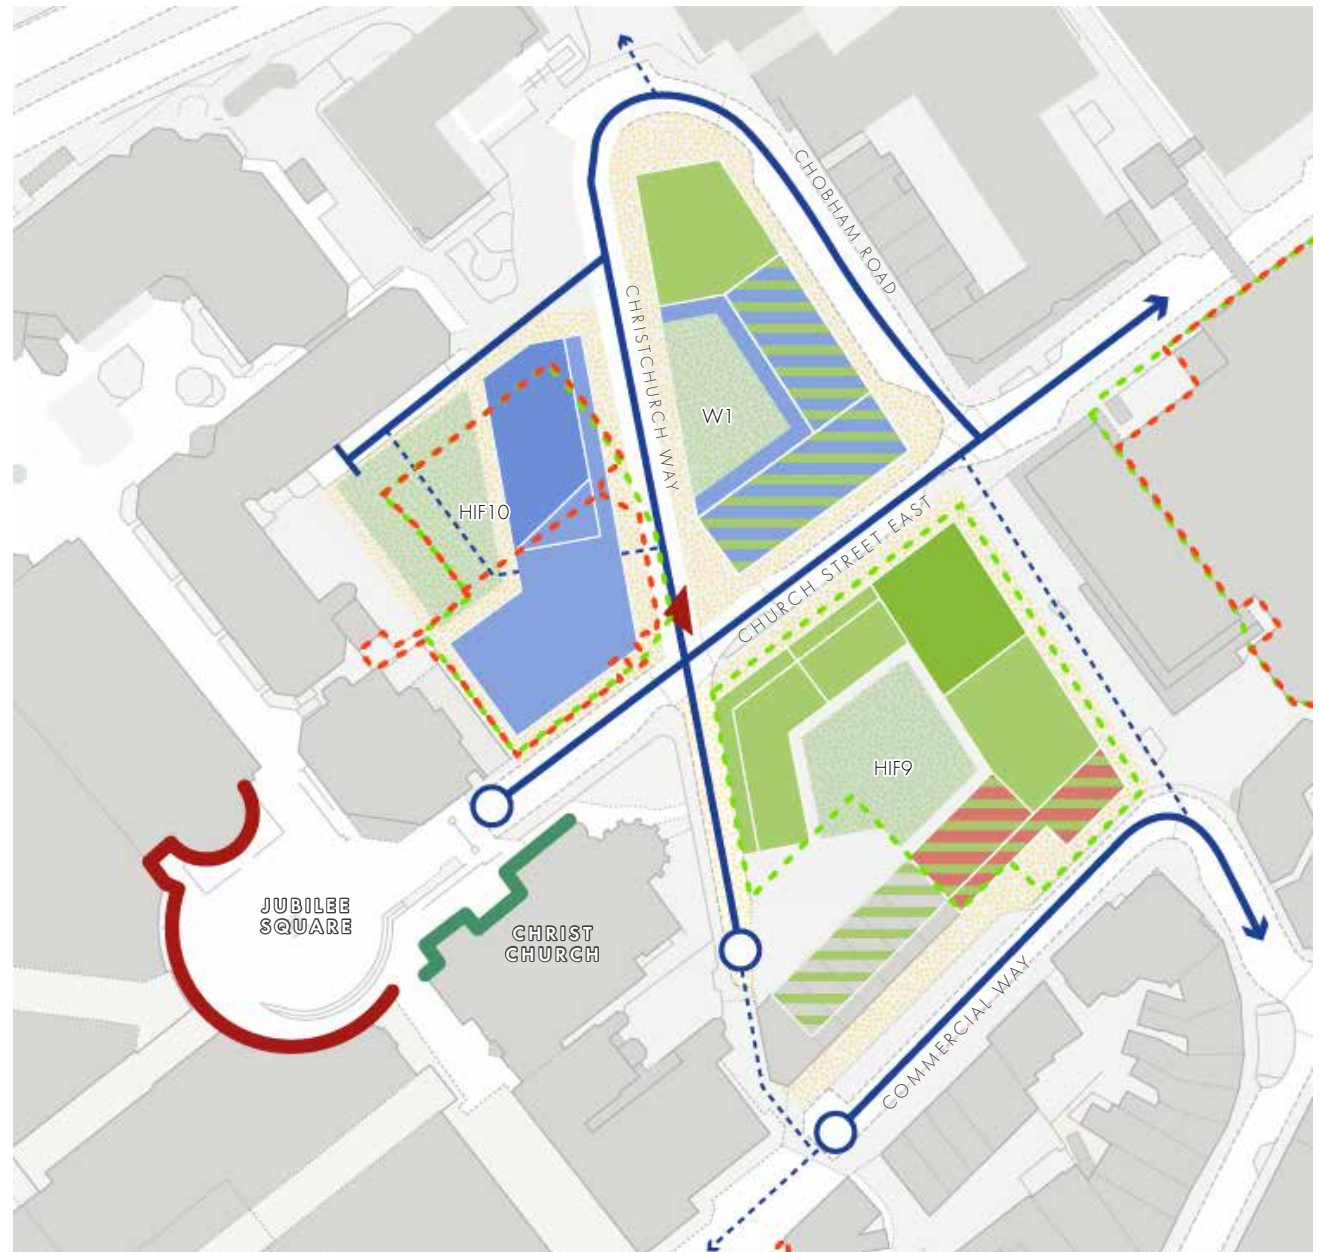 CHOBHAM ROAD
CHRISTCHURCH WAY
W1
HIF10
CHURCH STREET EAST
HIF9
JUBILEE
SQUARE
CHRIST
CHURCH
COMMERCIAL WAY